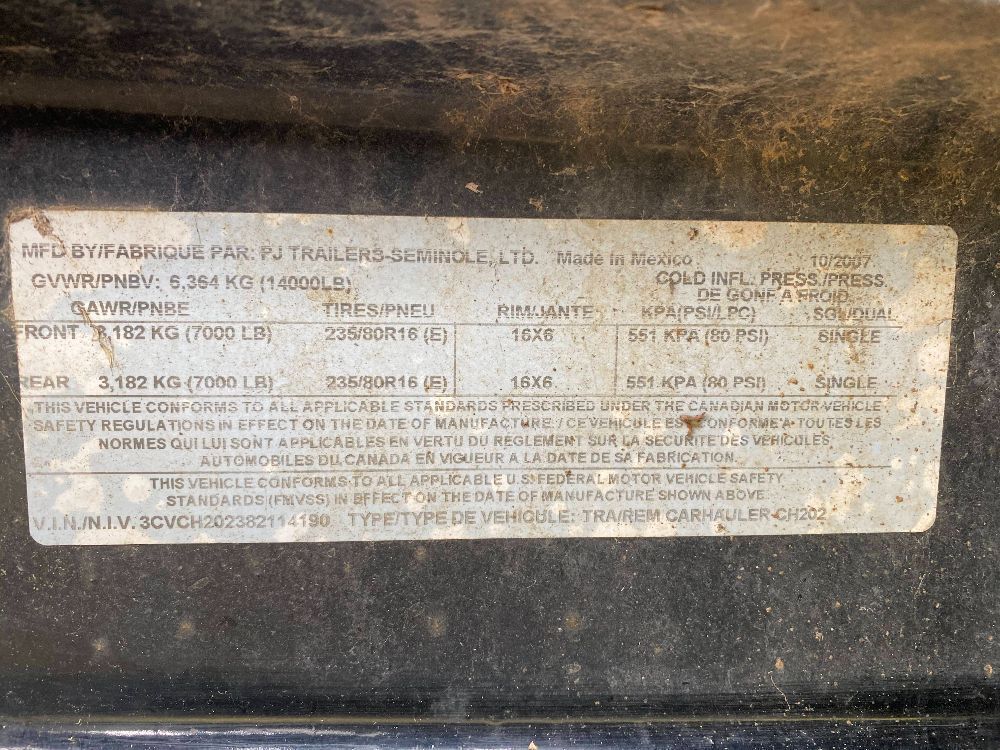 MFD BY/FABRIQUE PAR: PJ TRAILERS-SEMINOLE, LTD. Made in Mexico 10/2007
GVWR/PNBV: 6,364 KG (14000LB) COLD INFL. PRESS./PRESS.
DE GONF A FROID
GAWR/PNBE TIRES/PNEU RIM/JANTE KPA(PSI/LPC) SGL/DUAL
FRONT 3,182 KG (7000 LB) 235/80R16 (E) 16X6 551 KPA (80 PSI) SINGLE
REAR 3,182 KG (7000 LB) 235/80R16 (E) 16X6 551 KPA (80 PSI) SINGLE
THIS VEHICLE CONFORMS TO ALL APPLICABLE STANDARDS PRESCRIBED UNDER THE CANADIAN MOTOR VEHICLE
SAFETY REGULATIONS IN EFFECT ON THE DATE OF MANUFACTURE / CE VEHICULE EST CONFORME A TOUTES LES
NORMES QUI LUI SONT APPLICABLES EN VERTU DU REGLEMENT SUR LA SECURITE DES VEHICULES
AUTOMOBILES DU CANADA EN VIGUEUR A LA DATE DE SA FABRICATION.
THIS VEHICLE CONFORMS TO ALL APPLICABLE U.S. FEDERAL MOTOR VEHICLE SAFETY
STANDARDS (FMVSS) IN EFFECT ON THE DATE OF MANUFACTURE SHOWN ABOVE
V.I.N./N.I.V. 3CVCH202382114190 TYPE/TYPE DE VEHICULE: TRA/REM CARHAULER CH202